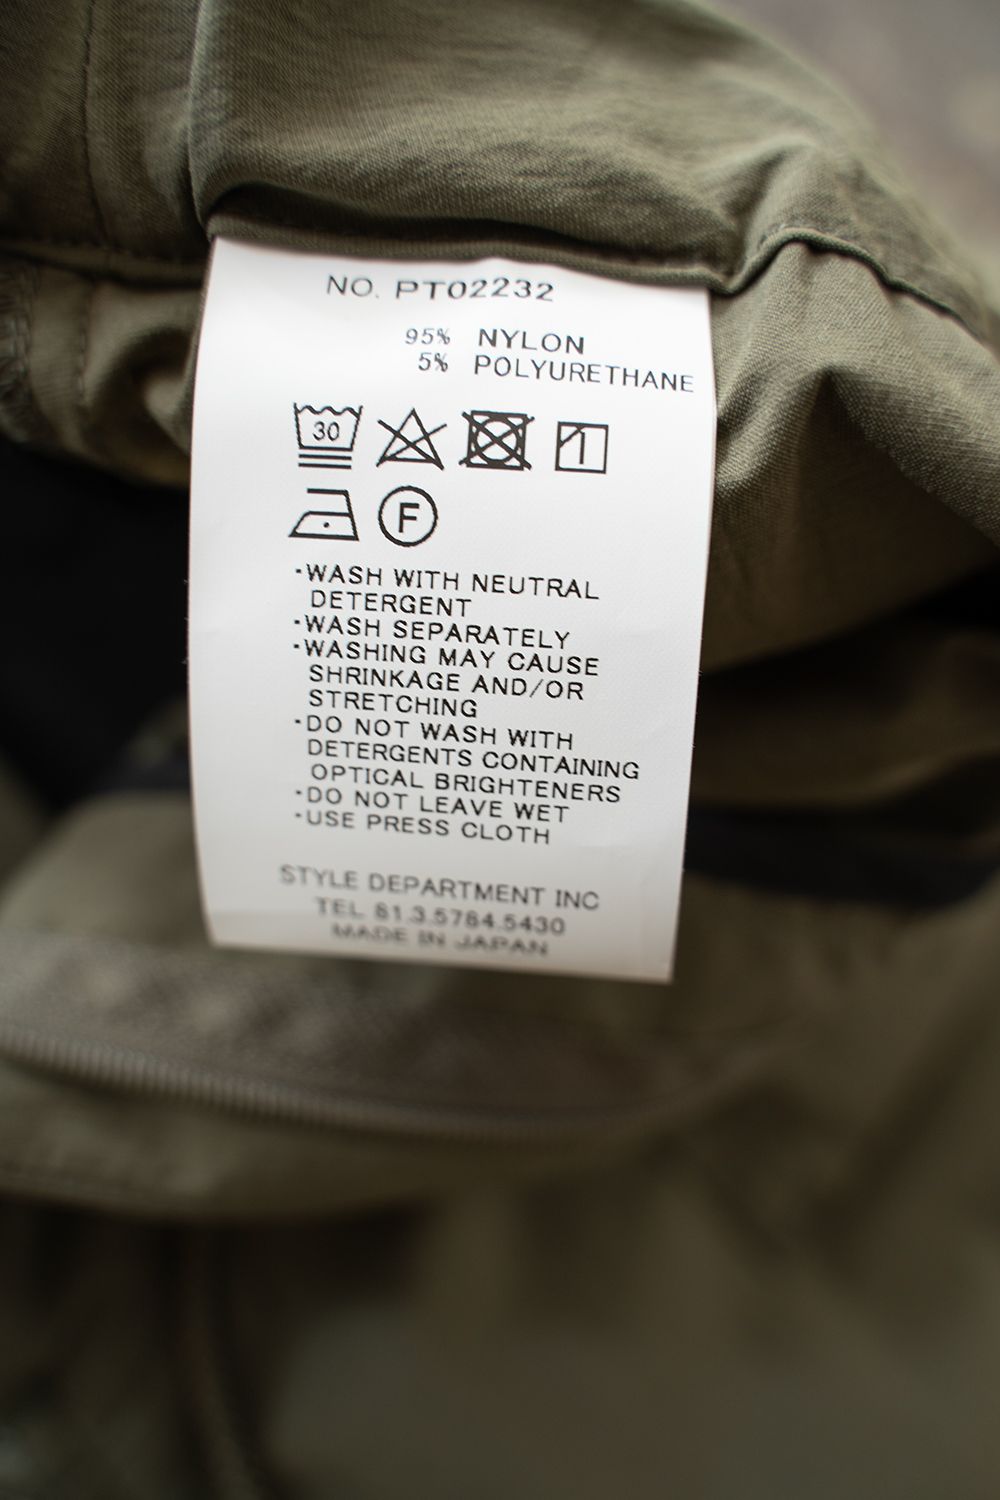 NO. PT02232
95% NYLON
5% POLYURETHANE
30
F
·WASH WITH NEUTRAL
DETERGENT
·WASH SEPARATELY
·WASHING MAY CAUSE
SHRINKAGE AND/OR
STRETCHING
·DO NOT WASH WITH
DETERGENTS CONTAINING
OPTICAL BRIGHTENERS
·DO NOT LEAVE WET
·USE PRESS CLOTH
STYLE DEPARTMENT INC
TEL 81.3.5784.5430
MADE IN JAPAN